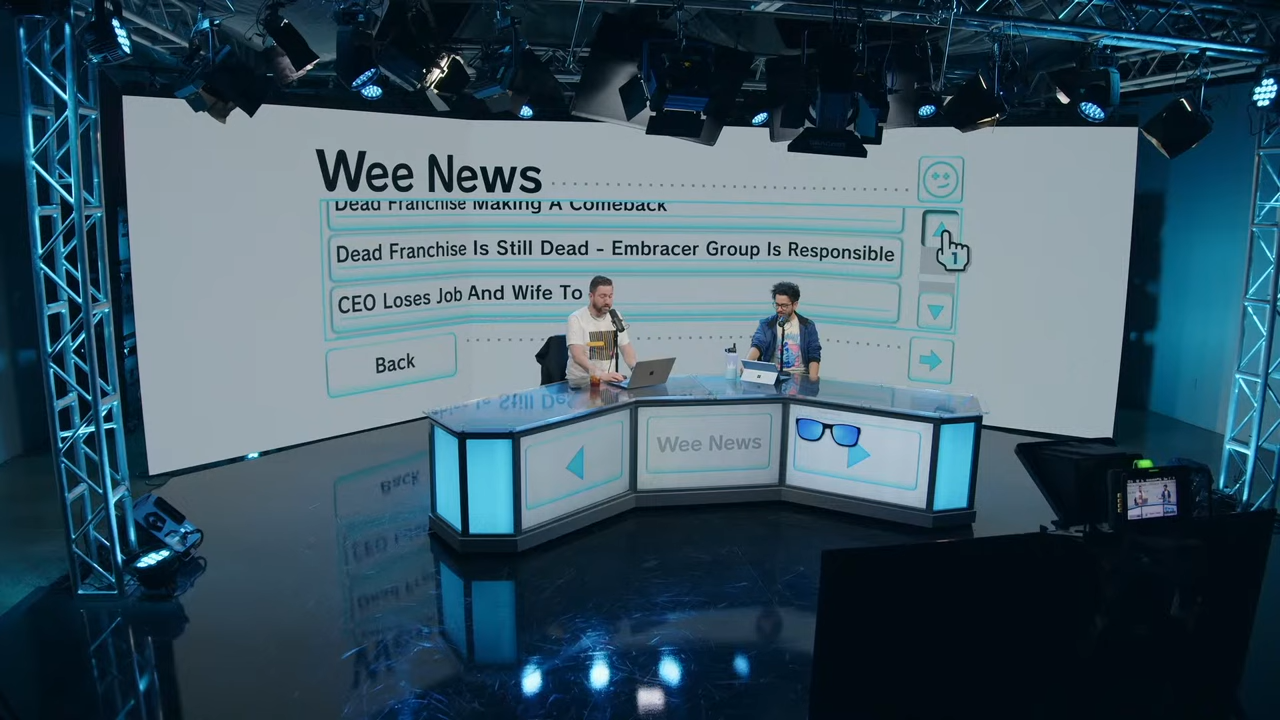 Wee News
Dead Franchise Making A Comeback
Dead Franchise Is Still Dead - Embracer Group Is Responsible
1
CEO Loses Job And Wife To
Back
Wee News